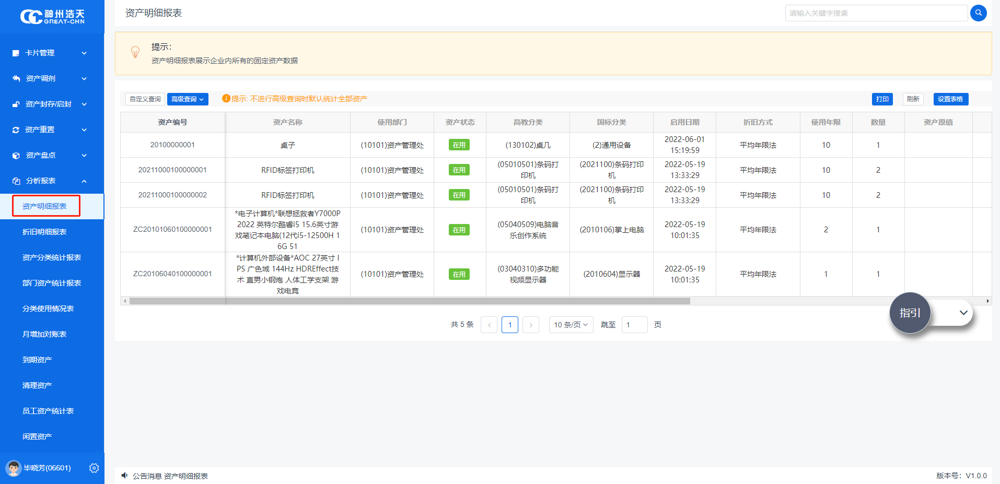 神州浩天
GREAT-CHN
卡片管理
资产调剂
资产封存/启封
资产重置
资产盘点
分析报表
资产明细报表
折旧明细报表
资产分类统计报表
部门资产统计报表
分类使用情况表
月增加对账表
到期资产
清理资产
员工资产统计表
闲置资产
毕晓芳(06601)
资产明细报表
请输入关键字搜素
提示：
资产明细报表展示企业内所有的固定资产数据
自定义查询 高级查询 提示: 不进行高级查询时默认统计全部资产 打印 刷新 设置表格
资产编号 资产名称 使用部门 资产状态 高教分类 国标分类 启用日期 折旧方式 使用年限 数量 资产原值
20100000001 桌子 (10101)资产管理处 在用 (130102)桌几 (2)通用设备 2022-06-01 平均年限法 10 1
15:19:59
20211000100000001 RFID标签打印机 (10101)资产管理处 在用 (05010501)条码打 (2021100)条码打印 2022-05-19 平均年限法 10 2
印机 机 13:33:29
20211000100000002 RFID标签打印机 (10101)资产管理处 在用 (05010501)条码打 (2021100)条码打印 2022-05-19 平均年限法 10 2
印机 机 13:33:29
*电子计算机*联想拯救者Y7000P
ZC20101060100000001 2022 英特尔酷睿i5 15.6英寸游 (10101)资产管理处 在用 (05040509)电脑音 (2010106)掌上电脑 2022-05-19 平均年限法 2 1
戏笔记本电脑(12代i5-12500H 1 乐创作系统 10:01:35
6G 51
*计算机外部设备*AOC 27英寸 I
ZC20106040100000001 PS 广色域 144Hz HDREffect技 (10101)资产管理处 在用 (03040310)多功能 (2010604)显示器 2022-05-19 平均年限法 1 1
术 直男小钢炮 人体工学支架 游 视频显示器 10:01:35
戏电竞
指引
共 5 条 1 10 条/页 跳至 1 页
公告消息 资产明细报表
版本号：V1.0.0